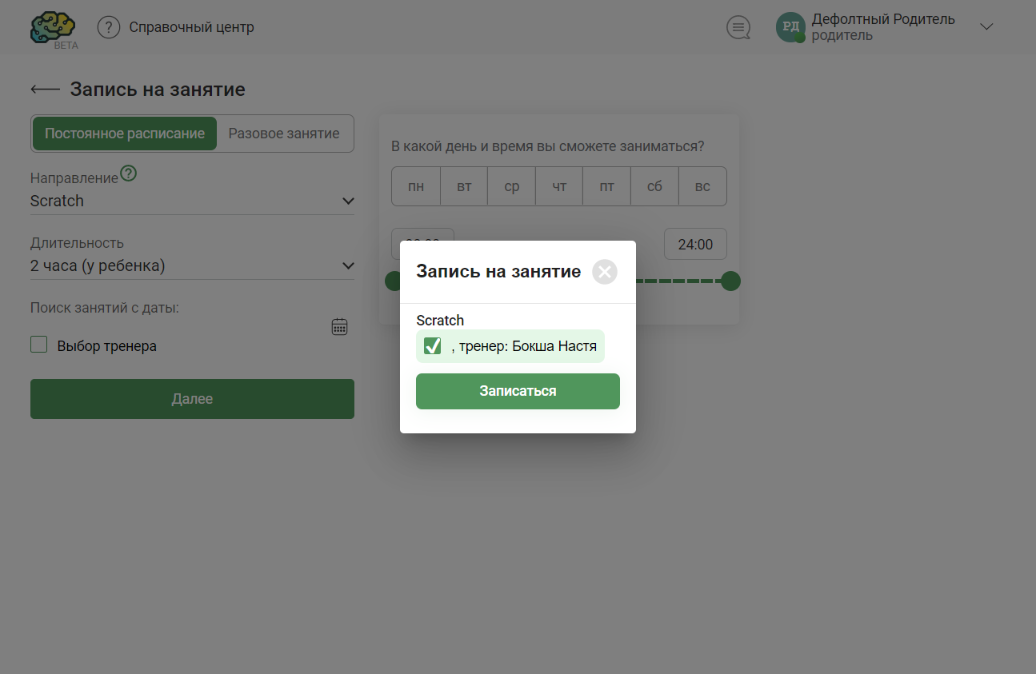 BETA
?
Справочный центр
РД
Дефолтный Родитель
родитель
Запись на занятие
Постоянное расписание
Разовое занятие
Направление ?
Scratch
Длительность
2 часа (у ребенка)
Поиск занятий с даты:
Выбор тренера
Далее
В какой день и время вы сможете заниматься?
пн вт ср чт пт сб вс
24:00
Запись на занятие
Scratch
, тренер: Бокша Настя
Записаться